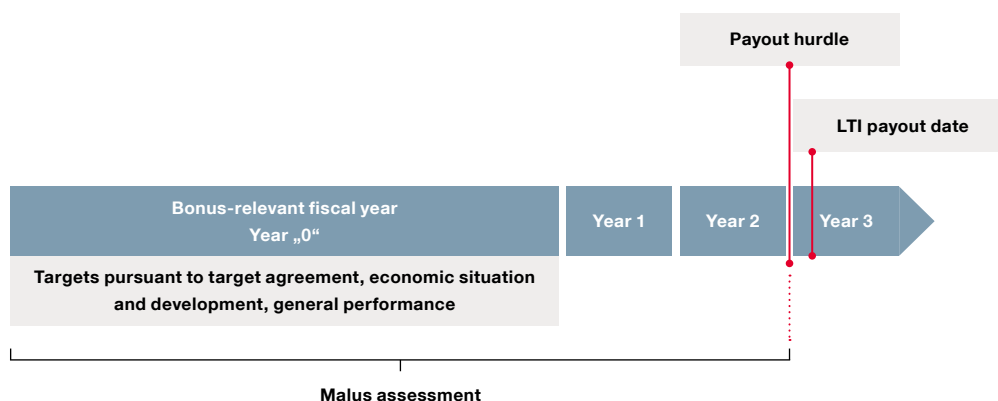 Payout hurdle
LTI payout date
Bonus-relevant fiscal year
Year „0“
Year 1
Year 2
Year 3
Targets pursuant to target agreement, economic situation
and development, general performance
Malus assessment